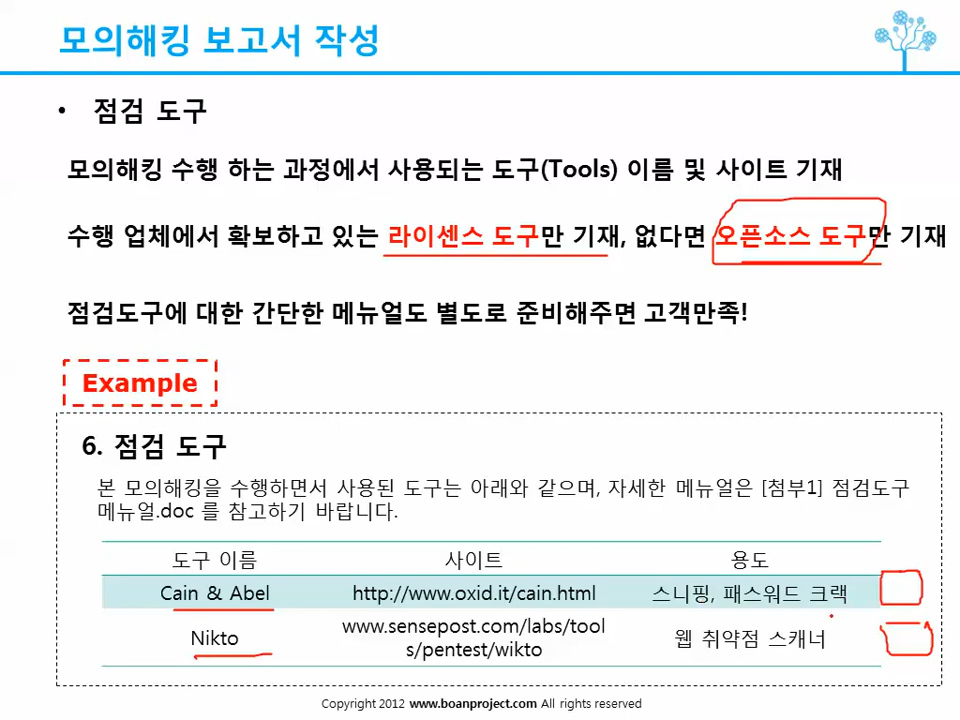 모의해킹 보고서 작성
• 점검 도구
모의해킹 수행 하는 과정에서 사용되는 도구(Tools) 이름 및 사이트 기재
수행 업체에서 확보하고 있는 라이센스 도구만 기재, 없다면 오픈소스 도구만 기재
점검도구에 대한 간단한 메뉴얼도 별도로 준비해주면 고객만족!
Example
6. 점검 도구
본 모의해킹을 수행하면서 사용된 도구는 아래와 같으며, 자세한 메뉴얼은 [첨부1] 점검도구
메뉴얼.doc 를 참고하기 바랍니다.
도구 이름 사이트 용도
Cain & Abel http://www.oxid.it/cain.html 스니핑, 패스워드 크랙
Nikto www.sensepost.com/labs/tool
s/pentest/wikto 웹 취약점 스캐너
Copyright 2012 www.boanproject.com All rights reserved